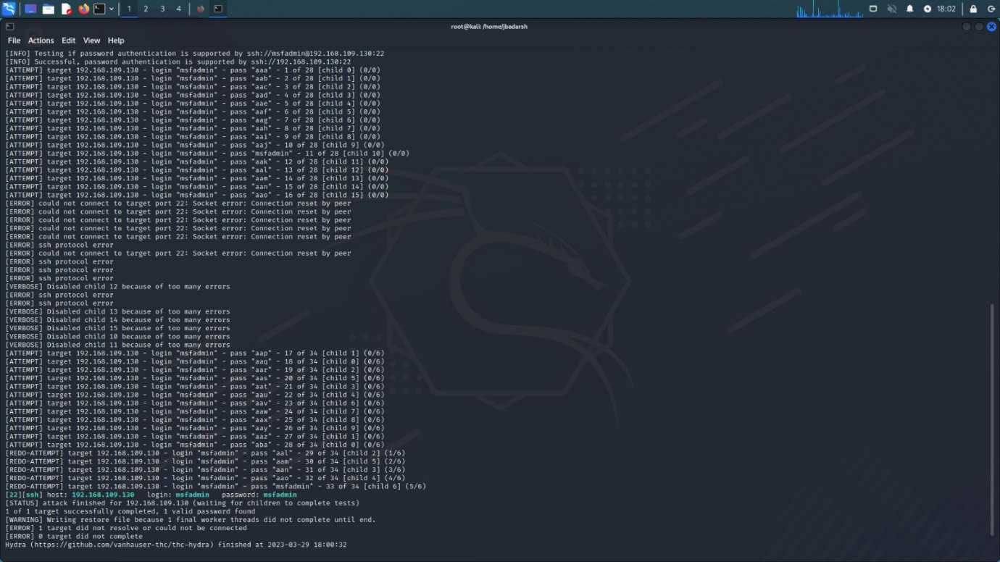 1 2 3 4 18:02
root@kali: /home/jbadarsh
File Actions Edit View Help
[INFO] Testing if password authentication is supported by ssh://msfadmin@192.168.109.130:22
[INFO] Successful, password authentication is supported by ssh://192.168.109.130:22
[ATTEMPT] target 192.168.109.130 - login "msfadmin" - pass "aaa" - 1 of 28 [child 0] (0/0)
[ATTEMPT] target 192.168.109.130 - login "msfadmin" - pass "aab" - 2 of 28 [child 1] (0/0)
[ATTEMPT] target 192.168.109.130 - login "msfadmin" - pass "aac" - 3 of 28 [child 2] (0/0)
[ATTEMPT] target 192.168.109.130 - login "msfadmin" - pass "aad" - 4 of 28 [child 3] (0/0)
[ATTEMPT] target 192.168.109.130 - login "msfadmin" - pass "aae" - 5 of 28 [child 4] (0/0)
[ATTEMPT] target 192.168.109.130 - login "msfadmin" - pass "aaf" - 6 of 28 [child 5] (0/0)
[ATTEMPT] target 192.168.109.130 - login "msfadmin" - pass "aag" - 7 of 28 [child 6] (0/0)
[ATTEMPT] target 192.168.109.130 - login "msfadmin" - pass "aah" - 8 of 28 [child 7] (0/0)
[ATTEMPT] target 192.168.109.130 - login "msfadmin" - pass "aai" - 9 of 28 [child 8] (0/0)
[ATTEMPT] target 192.168.109.130 - login "msfadmin" - pass "aaj" - 10 of 28 [child 9] (0/0)
[ATTEMPT] target 192.168.109.130 - login "msfadmin" - pass "msfadmin" - 11 of 28 [child 10] (0/0)
[ATTEMPT] target 192.168.109.130 - login "msfadmin" - pass "aak" - 12 of 28 [child 11] (0/0)
[ATTEMPT] target 192.168.109.130 - login "msfadmin" - pass "aal" - 13 of 28 [child 12] (0/0)
[ATTEMPT] target 192.168.109.130 - login "msfadmin" - pass "aam" - 14 of 28 [child 13] (0/0)
[ATTEMPT] target 192.168.109.130 - login "msfadmin" - pass "aan" - 15 of 28 [child 14] (0/0)
[ATTEMPT] target 192.168.109.130 - login "msfadmin" - pass "aao" - 16 of 28 [child 15] (0/0)
[ERROR] could not connect to target port 22: Socket error: Connection reset by peer
[ERROR] could not connect to target port 22: Socket error: Connection reset by peer
[ERROR] could not connect to target port 22: Socket error: Connection reset by peer
[ERROR] could not connect to target port 22: Socket error: Connection reset by peer
[ERROR] could not connect to target port 22: Socket error: Connection reset by peer
[ERROR] ssh protocol error
[ERROR] could not connect to target port 22: Socket error: Connection reset by peer
[ERROR] ssh protocol error
[ERROR] ssh protocol error
[ERROR] ssh protocol error
[VERBOSE] Disabled child 12 because of too many errors
[ERROR] ssh protocol error
[ERROR] ssh protocol error
[VERBOSE] Disabled child 13 because of too many errors
[VERBOSE] Disabled child 14 because of too many errors
[VERBOSE] Disabled child 15 because of too many errors
[VERBOSE] Disabled child 10 because of too many errors
[VERBOSE] Disabled child 11 because of too many errors
[ATTEMPT] target 192.168.109.130 - login "msfadmin" - pass "aap" - 17 of 34 [child 1] (0/6)
[ATTEMPT] target 192.168.109.130 - login "msfadmin" - pass "aaq" - 18 of 34 [child 0] (0/6)
[ATTEMPT] target 192.168.109.130 - login "msfadmin" - pass "aar" - 19 of 34 [child 2] (0/6)
[ATTEMPT] target 192.168.109.130 - login "msfadmin" - pass "aas" - 20 of 34 [child 5] (0/6)
[ATTEMPT] target 192.168.109.130 - login "msfadmin" - pass "aat" - 21 of 34 [child 3] (0/6)
[ATTEMPT] target 192.168.109.130 - login "msfadmin" - pass "aau" - 22 of 34 [child 4] (0/6)
[ATTEMPT] target 192.168.109.130 - login "msfadmin" - pass "aav" - 23 of 34 [child 6] (0/6)
[ATTEMPT] target 192.168.109.130 - login "msfadmin" - pass "aaw" - 24 of 34 [child 7] (0/6)
[ATTEMPT] target 192.168.109.130 - login "msfadmin" - pass "aax" - 25 of 34 [child 8] (0/6)
[ATTEMPT] target 192.168.109.130 - login "msfadmin" - pass "aay" - 26 of 34 [child 9] (0/6)
[ATTEMPT] target 192.168.109.130 - login "msfadmin" - pass "aaz" - 27 of 34 [child 1] (0/6)
[ATTEMPT] target 192.168.109.130 - login "msfadmin" - pass "aba" - 28 of 34 [child 0] (0/6)
[REDO-ATTEMPT] target 192.168.109.130 - login "msfadmin" - pass "aal" - 29 of 34 [child 2] (1/6)
[REDO-ATTEMPT] target 192.168.109.130 - login "msfadmin" - pass "aam" - 30 of 34 [child 5] (2/6)
[REDO-ATTEMPT] target 192.168.109.130 - login "msfadmin" - pass "aan" - 31 of 34 [child 3] (3/6)
[REDO-ATTEMPT] target 192.168.109.130 - login "msfadmin" - pass "aao" - 32 of 34 [child 4] (4/6)
[REDO-ATTEMPT] target 192.168.109.130 - login "msfadmin" - pass "msfadmin" - 33 of 34 [child 6] (5/6)
[22][ssh] host: 192.168.109.130 login: msfadmin password: msfadmin
[STATUS] attack finished for 192.168.109.130 (waiting for children to complete tests)
1 of 1 target successfully completed, 1 valid password found
[WARNING] Writing restore file because 1 final worker threads did not complete until end.
[ERROR] 1 target did not resolve or could not be connected
[ERROR] 0 target did not complete
Hydra (https://github.com/vanhauser-thc/thc-hydra) finished at 2023-03-29 18:00:32